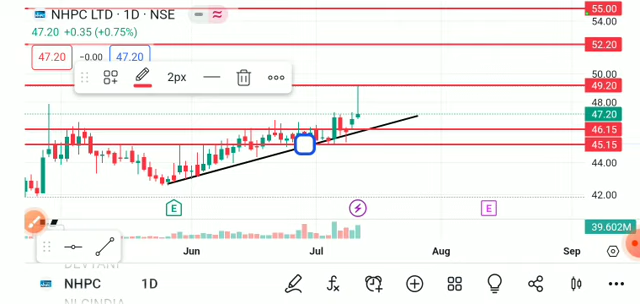 NHPC LTD · 1D · NSE
47.20 +0.35 (+0.75%)
47.20 −0.00 47.20
2px
55.00
54.00
52.20
50.00
49.20
48.00
47.20
46.15
45.15
44.00
42.00
E
E
39.602M
Jun Jul Aug Sep
NHPC 1D
NLCINDIA